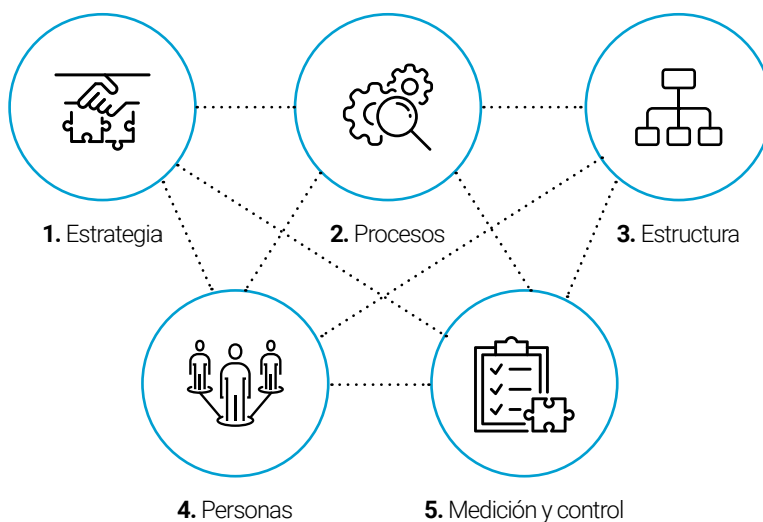 1. Estrategia
2. Procesos
3. Estructura
4. Personas
5. Medición y control